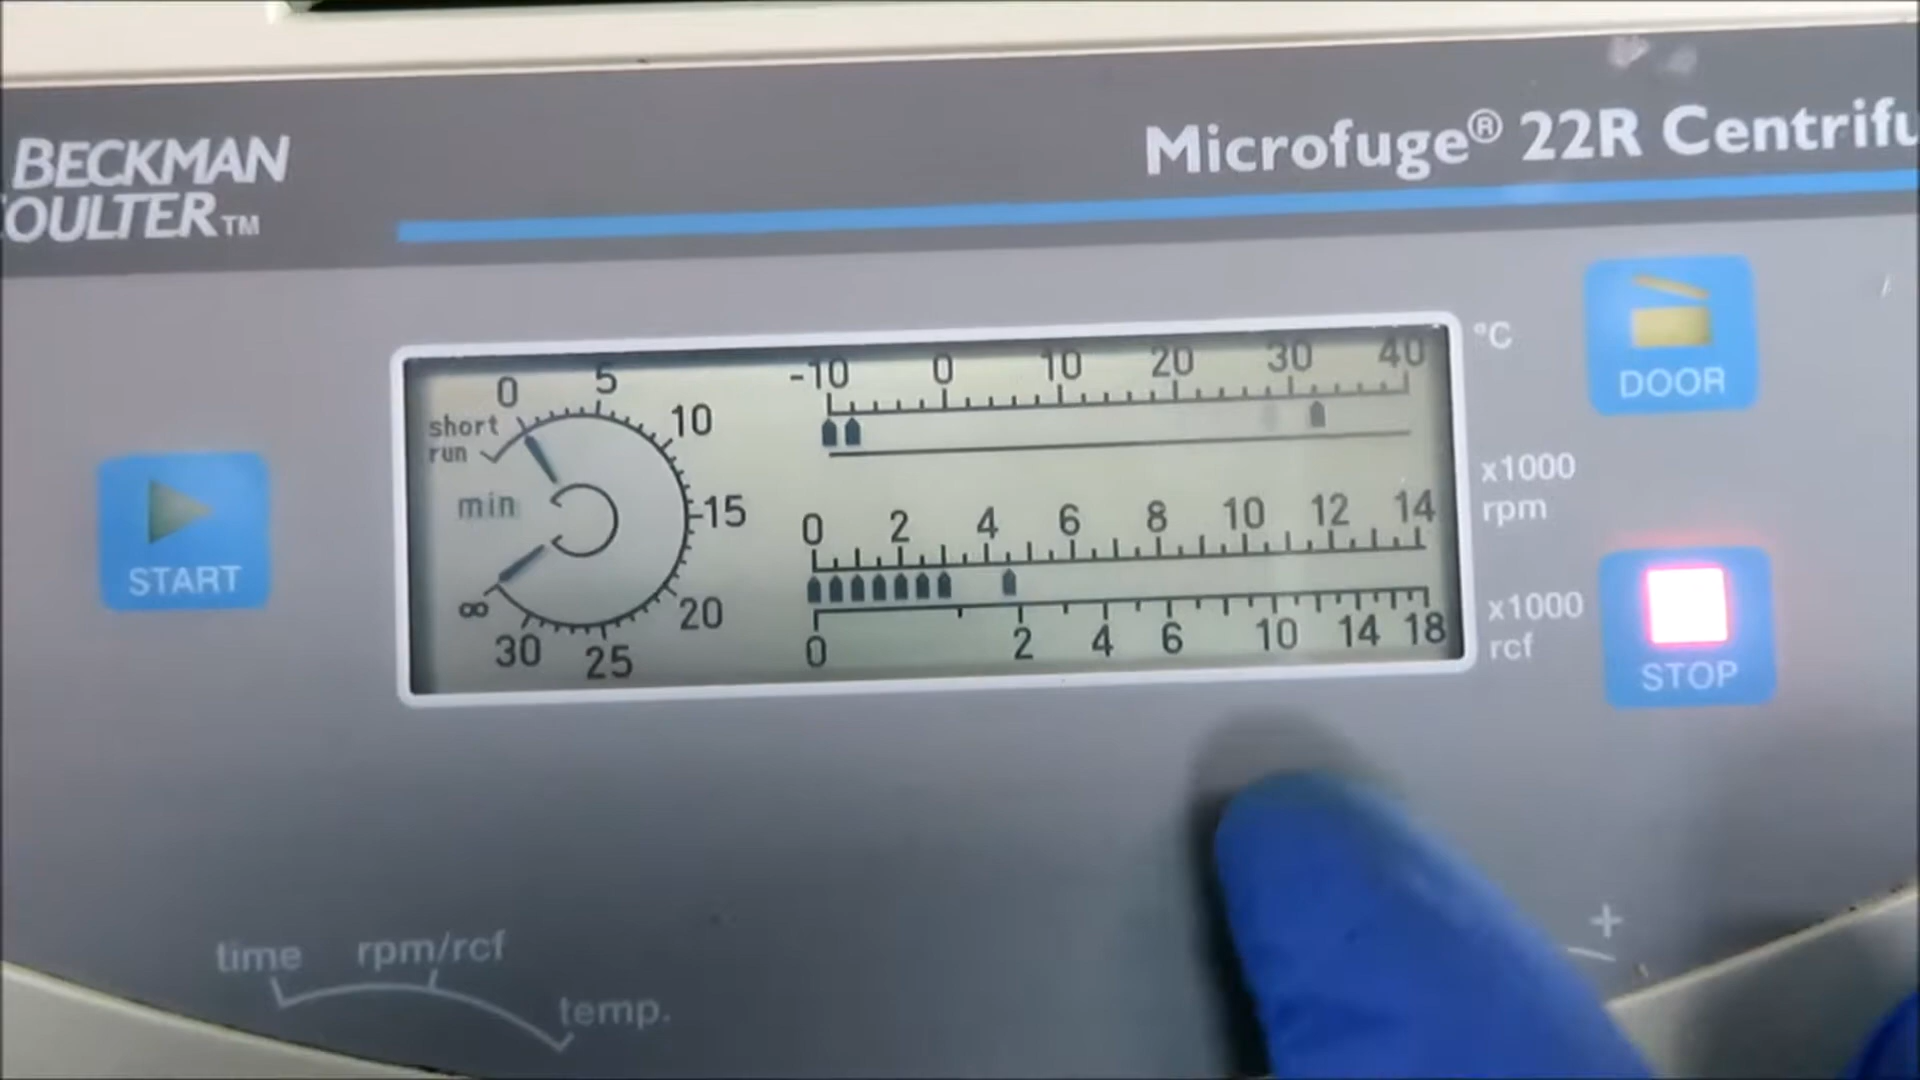 BECKMAN
OULTER™
Microfuge® 22R Centrifu
START
short
run
min
0 5 10 15 20 25 30 ∞
-10 0 10 20 30 40
°C
0 2 4 6 8 10 12 14
x1000
rpm
0 2 4 6 10 14 18
x1000
rcf
DOOR
STOP
time rpm/rcf temp.
+